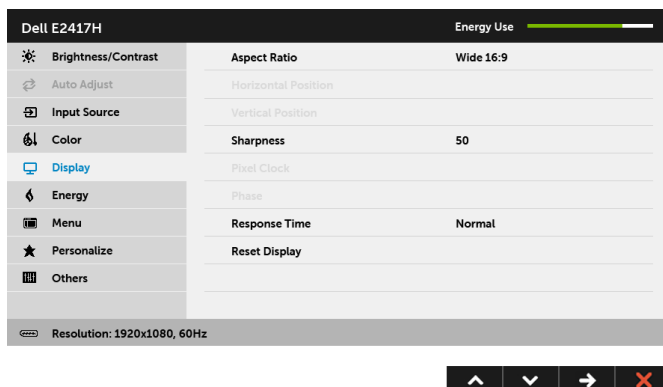 Dell E2417H Energy Use
Brightness/Contrast Aspect Ratio Wide 16:9
Auto Adjust Horizontal Position
Input Source Vertical Position
Color Sharpness 50
Display Pixel Clock
Energy Phase
Menu Response Time Normal
Personalize Reset Display
Others
Resolution: 1920x1080, 60Hz